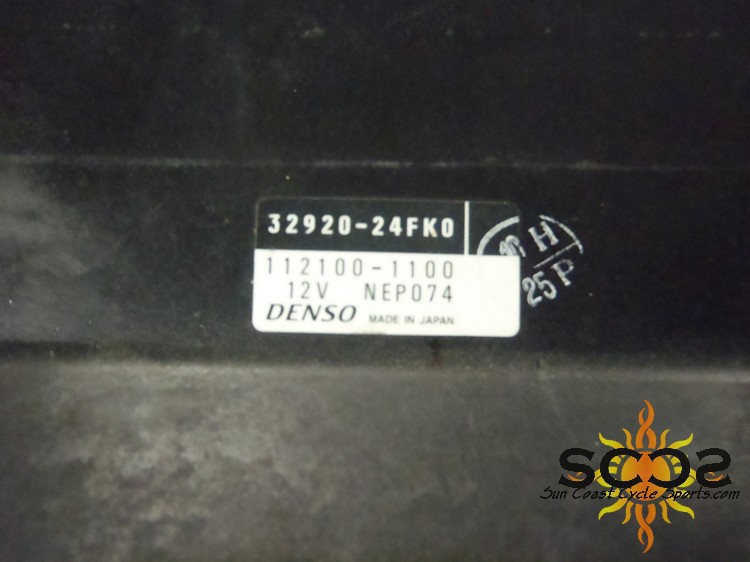 32920-24FK0
112100-1100
12V NEP074
DENSO MADE IN JAPAN
H
25P
SCCS
Sun Coast Cycle Sports.com